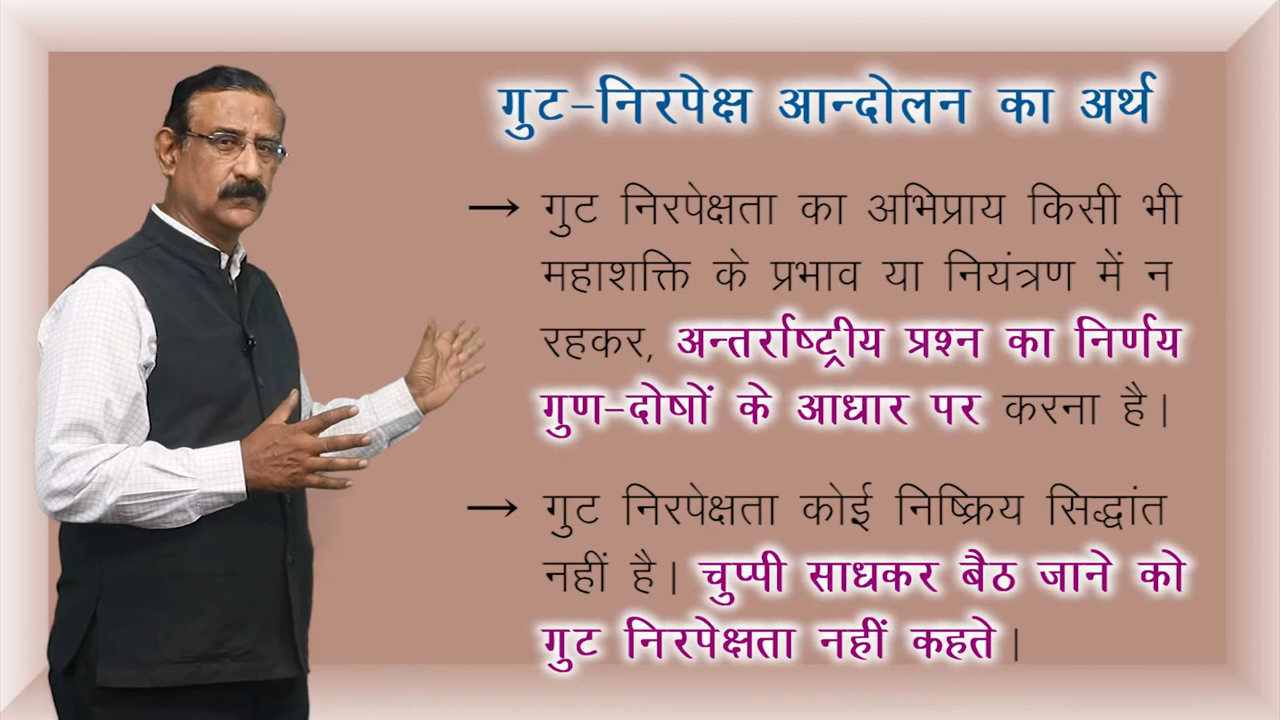 गुट-निरपेक्ष आन्दोलन का अर्थ
→ गुट निरपेक्षता का अभिप्राय किसी भी
महाशक्ति के प्रभाव या नियंत्रण में न
रहकर, अन्तर्राष्ट्रीय प्रश्न का निर्णय
गुण-दोषों के आधार पर करना है।
→ गुट निरपेक्षता कोई निष्क्रिय सिद्धांत
नहीं है। चुप्पी साधकर बैठ जाने को
गुट निरपेक्षता नहीं कहते।